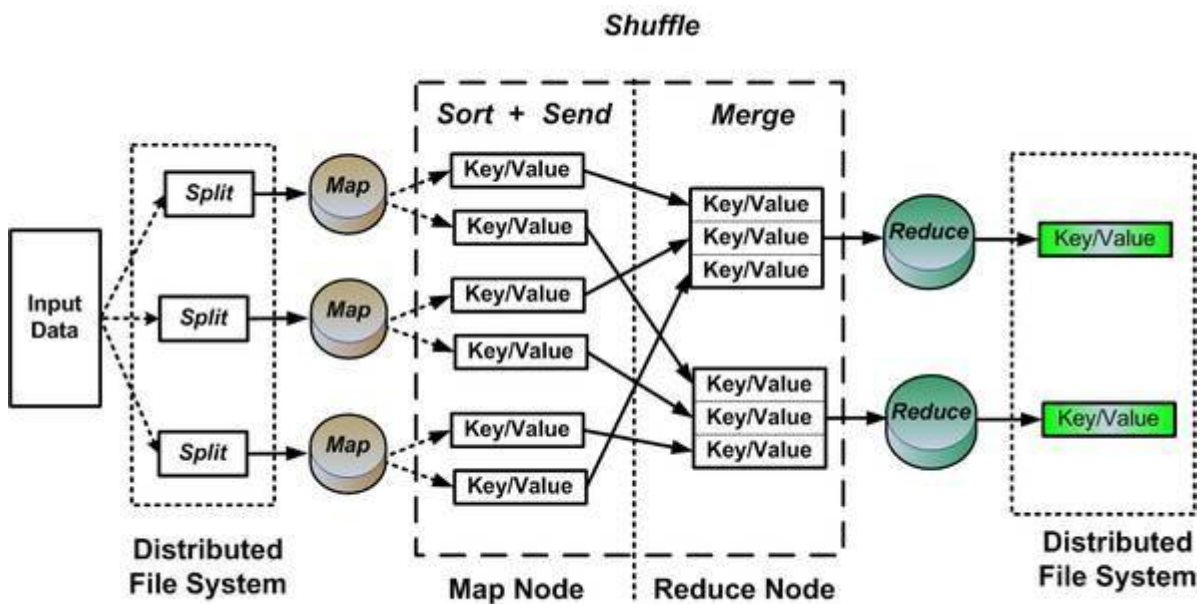 Shuffle
Sort + Send
Merge
Input
Data
Split
Split
Split
Map
Map
Map
Key/Value
Key/Value
Key/Value
Key/Value
Key/Value
Key/Value
Key/Value
Key/Value
Key/Value
Key/Value
Key/Value
Key/Value
Reduce
Reduce
Key/Value
Key/Value
Distributed
File System
Map Node
Reduce Node
Distributed
File System